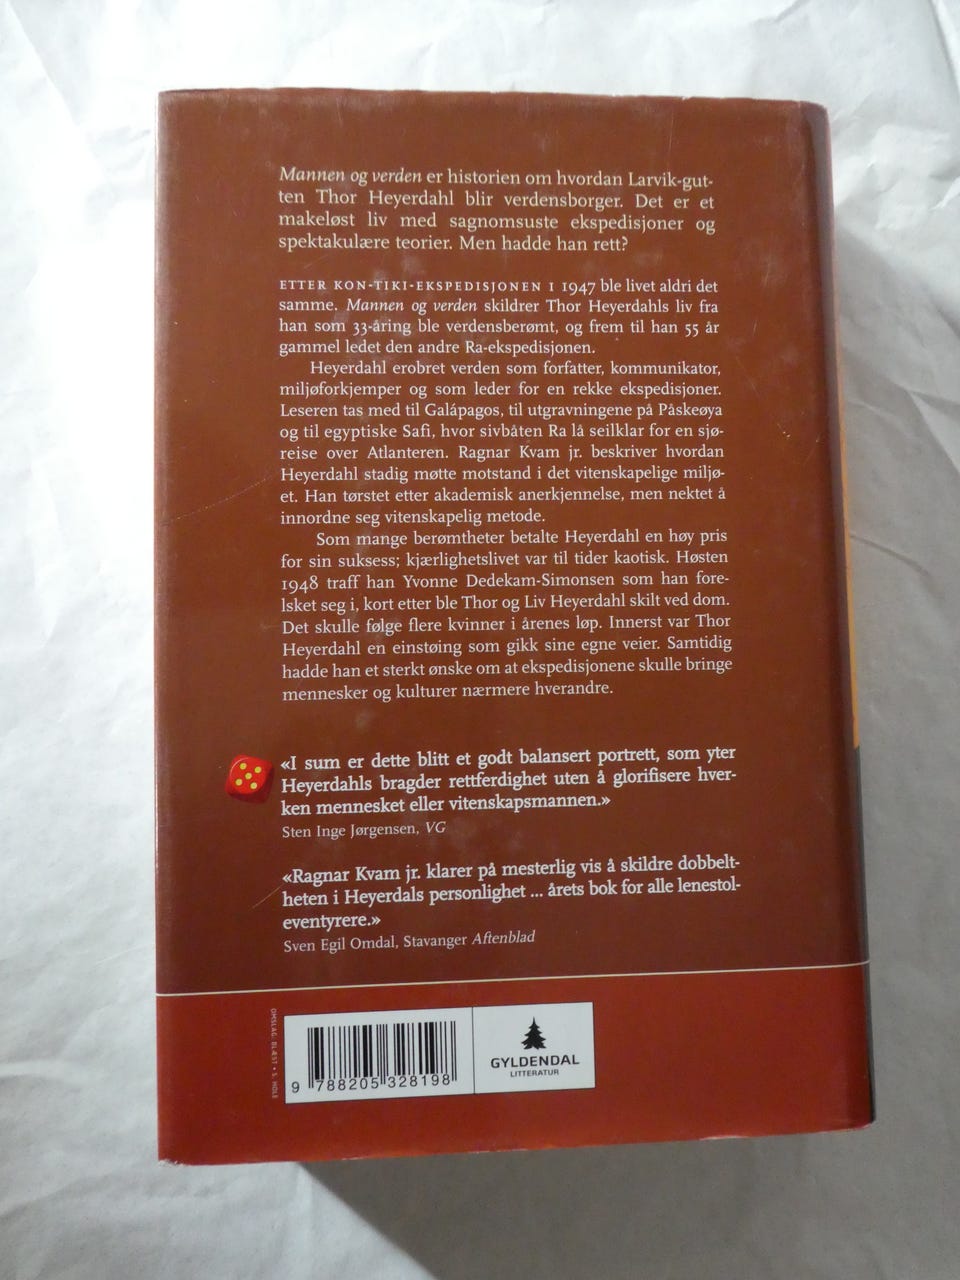 Mannen og verden er historien om hvordan Larvik-gut-
ten Thor Heyerdahl blir verdensborger. Det er et
makeløst liv med sagnomsuste ekspedisjoner og
spektakulære teorier. Men hadde han rett?
ETTER KON-TIKI-EKSPEDISJONEN I 1947 ble livet aldri det
samme. Mannen og verden skildrer Thor Heyerdahls liv fra
han som 33-åring ble verdensberømt, og frem til han 55 år
gammel ledet den andre Ra-ekspedisjonen.
Heyerdahl erobret verden som forfatter, kommunikator,
miljøforkjemper og som leder for en rekke ekspedisjoner.
Leseren tas med til Galápagos, til utgravningene på Påskeøya
og til egyptiske Safi, hvor sivbåten Ra lå seilklar for en sjø-
reise over Atlanteren. Ragnar Kvam jr. beskriver hvordan
Heyerdahl stadig møtte motstand i det vitenskapelige miljø-
et. Han tørstet etter akademisk anerkjennelse, men nektet å
innordne seg vitenskapelig metode.
Som mange berømtheter betalte Heyerdahl en høy pris
for sin suksess; kjærlighetslivet var til tider kaotisk. Høsten
1948 traff han Yvonne Dedekam-Simonsen som han fore-
lsket seg i, kort etter ble Thor og Liv Heyerdahl skilt ved dom.
Det skulle følge flere kvinner i årenes løp. Innerst var Thor
Heyerdahl en einstøing som gikk sine egne veier. Samtidig
hadde han et sterkt ønske om at ekspedisjonene skulle bringe
mennesker og kulturer nærmere hverandre.
«I sum er dette blitt et godt balansert portrett, som yter
Heyerdahls bragder rettferdighet uten å glorifisere hver-
ken mennesket eller vitenskapsmannen.»
Sten Inge Jørgensen, VG
«Ragnar Kvam jr. klarer på mesterlig vis å skildre dobbelt-
heten i Heyerdals personlighet ... årets bok for alle lenestol-
eventyrere.»
Sven Egil Omdal, Stavanger Aftenblad
OMSLAG: BLÆST • S. HOLE
9 788205 328198
GYLDENDAL
LITTERATUR